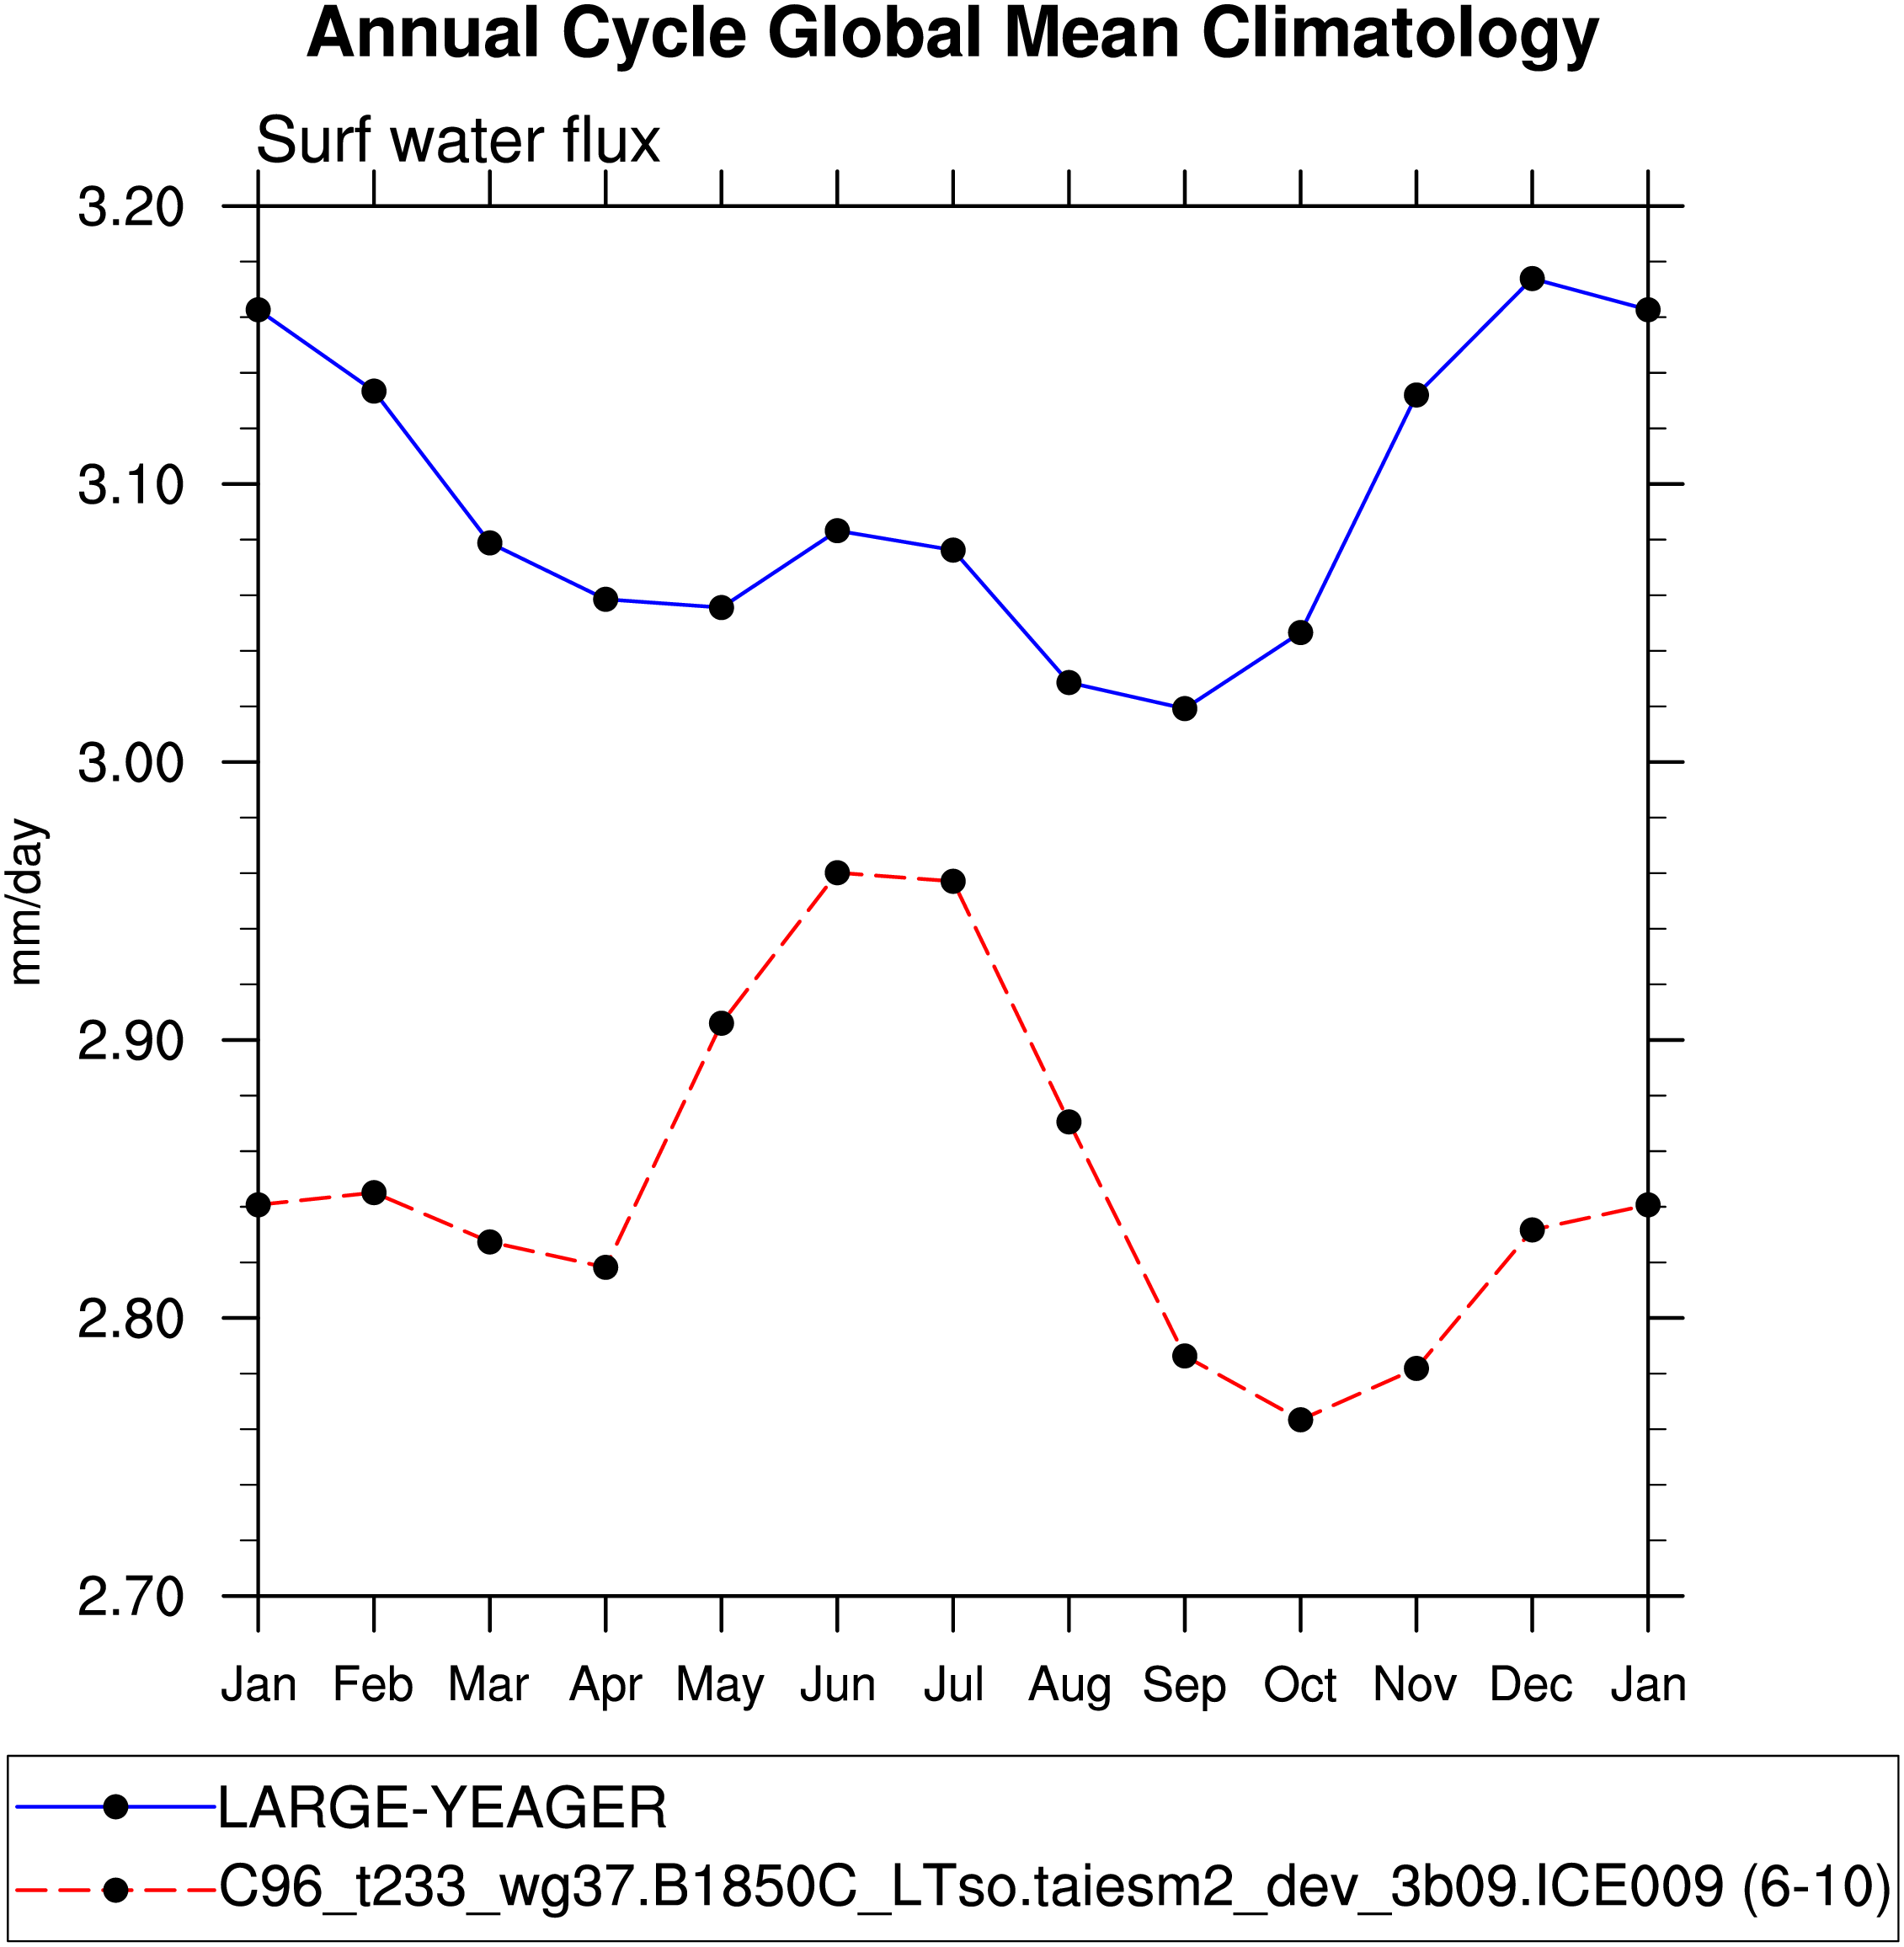 Annual Cycle Global Mean Climatology
Surf water flux
3.20
3.10
3.00
mm/day
2.90
2.80
2.70
Jan Feb Mar Apr May Jun Jul Aug Sep Oct Nov Dec Jan
LARGE-YEAGER
C96_t233_wg37.B1850C_LTso.taiesm2_dev_3b09.ICE009 (6-10)